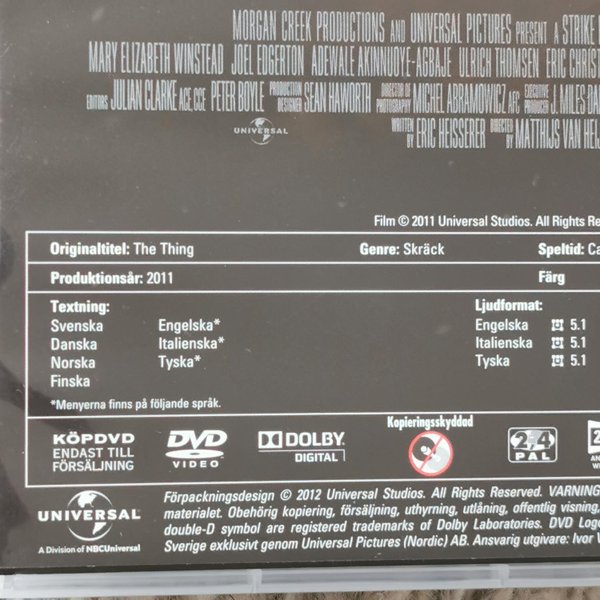 MORGAN CREEK PRODUCTIONS AND UNIVERSAL PICTURES PRESENT A STRIKE
MARY ELIZABETH WINSTEAD JOEL EDGERTON ADEWALE AKINNUOYE-AGBAJE ULRICH THOMSEN ERIC CHRIST
EDITORS JULIAN CLARKE ACE, CCE PETER BOYLE PRODUCTION DESIGNER SEAN HAWORTH DIRECTOR OF PHOTOGRAPHY MICHEL ABRAMOWICZ AFC EXECUTIVE PRODUCER J. MILES DA
UNIVERSAL
WRITTEN BY ERIC HEISSERER DIRECTED BY MATTHIJS VAN HEIJ
Film © 2011 Universal Studios. All Rights Re
Originaltitel: The Thing Genre: Skräck Speltid: Ca
Produktionsår: 2011 Färg
Textning: Ljudformat:
Svenska Engelska* Engelska 5.1
Danska Italienska* Italienska 5.1
Norska Tyska* Tyska 5.1
Finska
*Menyerna finns på följande språk.
Kopieringsskyddad
KÖPDVD DVD DOLBY 2,4 2
ENDAST TILL VIDEO DIGITAL PAL
FÖRSÄLJNING
Förpackningsdesign © 2012 Universal Studios. All Rights Reserved. VARNING
materialet. Obehörig kopiering, försäljning, uthyrning, utlåning, offentlig visning,
UNIVERSAL double-D symbol are registered trademarks of Dolby Laboratories. DVD Logo
A Division of NBCUniversal Sverige exklusivt genom Universal Pictures (Nordic) AB. Ansvarig utgivare: Ivor